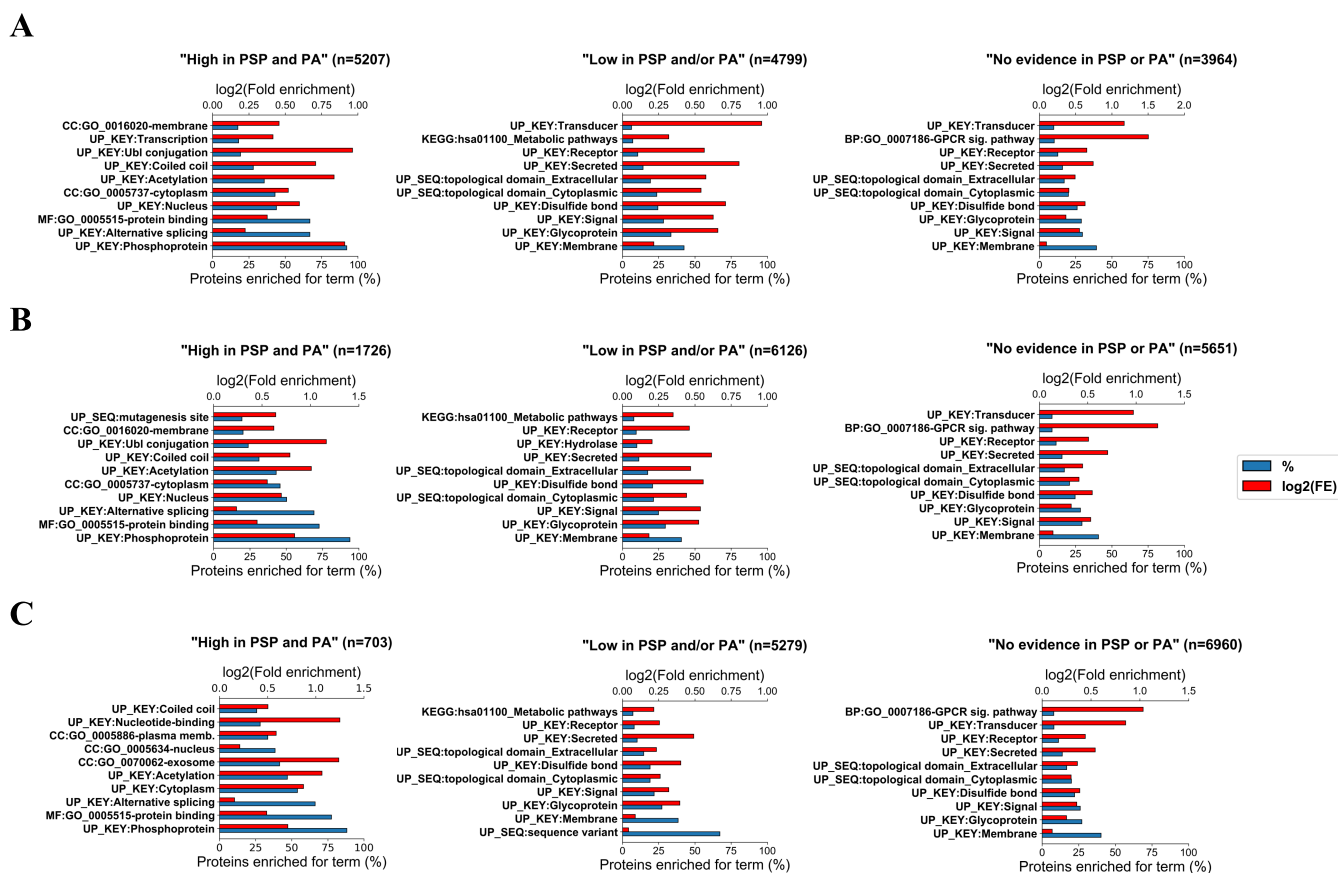 A
"High in PSP and PA" (n=5207)
log2(Fold enrichment)
0.00 0.25 0.50 0.75 1.00
CC:GO_0016020-membrane
UP_KEY:Transcription
UP_KEY:Ubl conjugation
UP_KEY:Coiled coil
UP_KEY:Acetylation
CC:GO_0005737-cytoplasm
UP_KEY:Nucleus
MF:GO_0005515-protein binding
UP_KEY:Alternative splicing
UP_KEY:Phosphoprotein
0 25 50 75 100
Proteins enriched for term (%)
"Low in PSP and/or PA" (n=4799)
log2(Fold enrichment)
0.00 0.25 0.50 0.75 1.00
UP_KEY:Transducer
KEGG:hsa01100_Metabolic pathways
UP_KEY:Receptor
UP_KEY:Secreted
UP_SEQ:topological domain_Extracellular
UP_SEQ:topological domain_Cytoplasmic
UP_KEY:Disulfide bond
UP_KEY:Signal
UP_KEY:Glycoprotein
UP_KEY:Membrane
0 25 50 75 100
Proteins enriched for term (%)
"No evidence in PSP or PA" (n=3964)
log2(Fold enrichment)
0.0 0.5 1.0 1.5 2.0
UP_KEY:Transducer
BP:GO_0007186-GPCR sig. pathway
UP_KEY:Receptor
UP_KEY:Secreted
UP_SEQ:topological domain_Extracellular
UP_SEQ:topological domain_Cytoplasmic
UP_KEY:Disulfide bond
UP_KEY:Glycoprotein
UP_KEY:Signal
UP_KEY:Membrane
0 25 50 75 100
Proteins enriched for term (%)
B
"High in PSP and PA" (n=1726)
log2(Fold enrichment)
0.0 0.5 1.0 1.5
UP_SEQ:mutagenesis site
CC:GO_0016020-membrane
UP_KEY:Ubl conjugation
UP_KEY:Coiled coil
UP_KEY:Acetylation
CC:GO_0005737-cytoplasm
UP_KEY:Nucleus
UP_KEY:Alternative splicing
MF:GO_0005515-protein binding
UP_KEY:Phosphoprotein
0 25 50 75 100
Proteins enriched for term (%)
"Low in PSP and/or PA" (n=6126)
log2(Fold enrichment)
0.00 0.25 0.50 0.75 1.00
KEGG:hsa01100_Metabolic pathways
UP_KEY:Receptor
UP_KEY:Hydrolase
UP_KEY:Secreted
UP_SEQ:topological domain_Extracellular
UP_KEY:Disulfide bond
UP_SEQ:topological domain_Cytoplasmic
UP_KEY:Signal
UP_KEY:Glycoprotein
UP_KEY:Membrane
0 25 50 75 100
Proteins enriched for term (%)
"No evidence in PSP or PA" (n=5651)
log2(Fold enrichment)
0.0 0.5 1.0 1.5
UP_KEY:Transducer
BP:GO_0007186-GPCR sig. pathway
UP_KEY:Receptor
UP_KEY:Secreted
UP_SEQ:topological domain_Extracellular
UP_SEQ:topological domain_Cytoplasmic
UP_KEY:Disulfide bond
UP_KEY:Glycoprotein
UP_KEY:Signal
UP_KEY:Membrane
0 25 50 75 100
Proteins enriched for term (%)
%
log2(FE)
C
"High in PSP and PA" (n=703)
log2(Fold enrichment)
0.0 0.5 1.0 1.5
UP_KEY:Coiled coil
UP_KEY:Nucleotide-binding
CC:GO_0005886-plasma memb.
CC:GO_0005634-nucleus
CC:GO_0070062-exosome
UP_KEY:Acetylation
UP_KEY:Cytoplasm
UP_KEY:Alternative splicing
MF:GO_0005515-protein binding
UP_KEY:Phosphoprotein
0 25 50 75 100
Proteins enriched for term (%)
"Low in PSP and/or PA" (n=5279)
log2(Fold enrichment)
0.00 0.25 0.50 0.75 1.00
KEGG:hsa01100_Metabolic pathways
UP_KEY:Receptor
UP_KEY:Secreted
UP_SEQ:topological domain_Extracellular
UP_KEY:Disulfide bond
UP_SEQ:topological domain_Cytoplasmic
UP_KEY:Signal
UP_KEY:Glycoprotein
UP_KEY:Membrane
UP_SEQ:sequence variant
0 25 50 75 100
Proteins enriched for term (%)
"No evidence in PSP or PA" (n=6960)
log2(Fold enrichment)
0.0 0.5 1.0 1.5
BP:GO_0007186-GPCR sig. pathway
UP_KEY:Transducer
UP_KEY:Receptor
UP_KEY:Secreted
UP_SEQ:topological domain_Extracellular
UP_SEQ:topological domain_Cytoplasmic
UP_KEY:Disulfide bond
UP_KEY:Signal
UP_KEY:Glycoprotein
UP_KEY:Membrane
0 25 50 75 100
Proteins enriched for term (%)